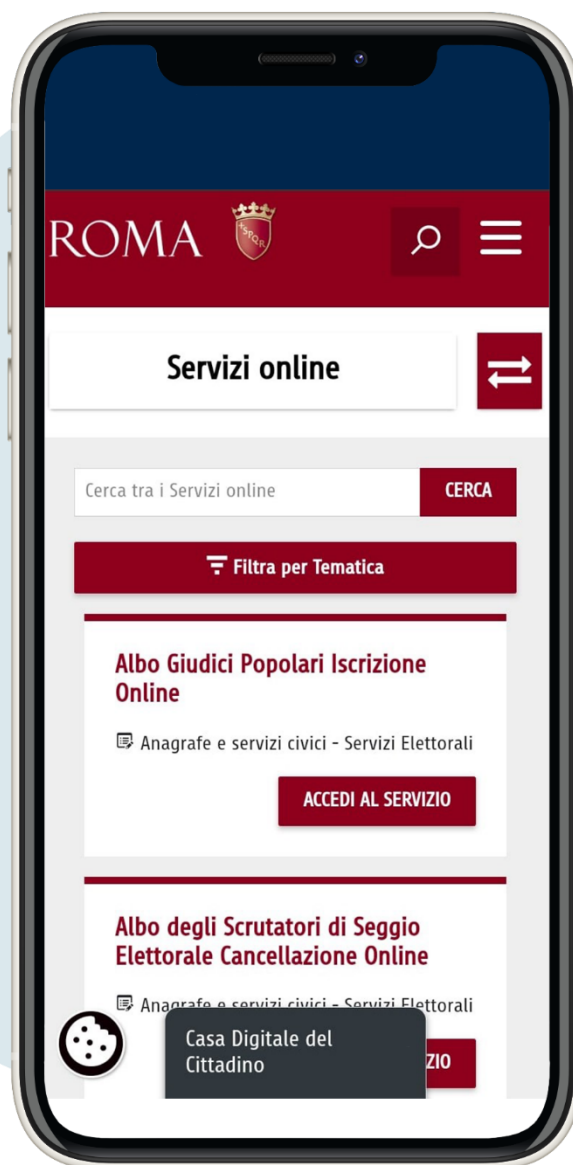 ROMA
SPQR
Servizi online
Cerca tra i Servizi online
CERCA
Filtra per Tematica
Albo Giudici Popolari Iscrizione
Online
Anagrafe e servizi civici - Servizi Elettorali
ACCEDI AL SERVIZIO
Albo degli Scrutatori di Seggio
Elettorale Cancellazione Online
Anagrafe e servizi civici - Servizi Elettorali
Casa Digitale del
Cittadino
ZIO